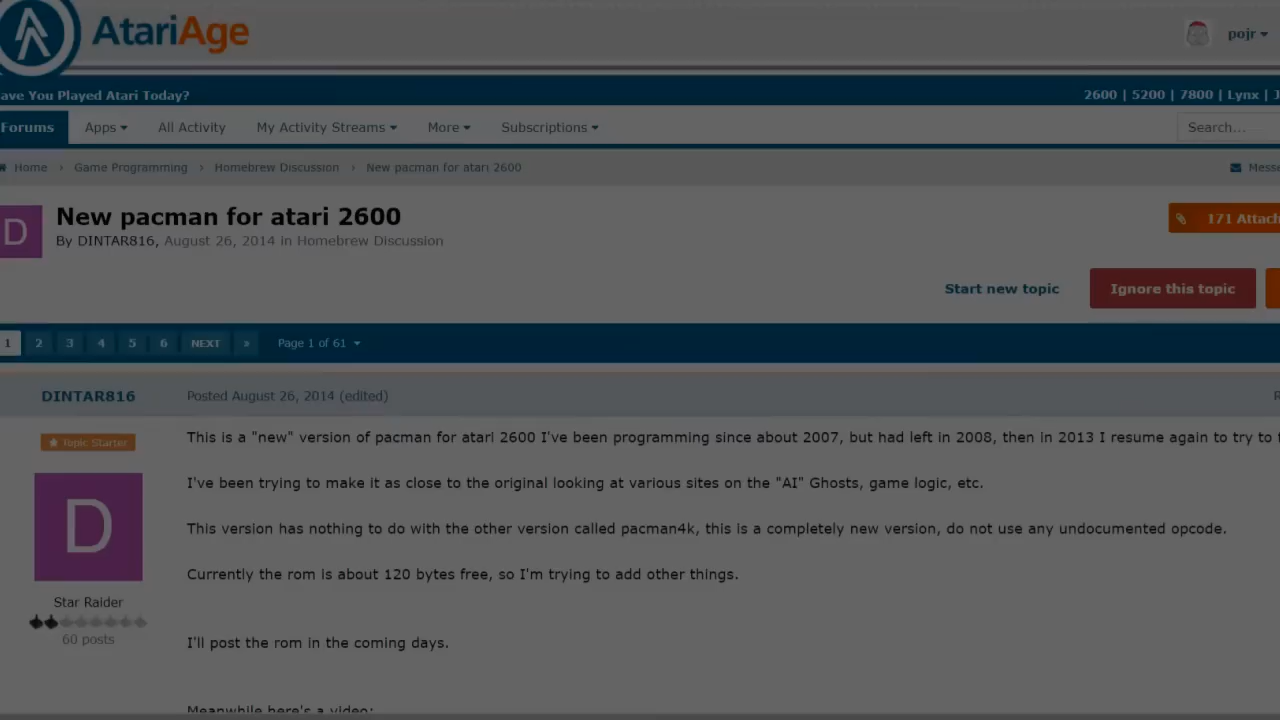 AtariAge
pojr
ave You Played Atari Today?
2600 | 5200 | 7800 | Lynx | J
Forums Apps All Activity My Activity Streams More Subscriptions Search...
Home › Game Programming › Homebrew Discussion › New pacman for atari 2600
Messe
D
New pacman for atari 2600
171 Attach
By DINTAR816, August 26, 2014 in Homebrew Discussion
Start new topic Ignore this topic
1 2 3 4 5 6 NEXT » Page 1 of 61
DINTAR816 Posted August 26, 2014 (edited)
Topic Starter
This is a "new" version of pacman for atari 2600 I've been programming since about 2007, but had left in 2008, then in 2013 I resume again to try to
I've been trying to make it as close to the original looking at various sites on the "AI" Ghosts, game logic, etc.
D
This version has nothing to do with the other version called pacman4k, this is a completely new version, do not use any undocumented opcode.
Currently the rom is about 120 bytes free, so I'm trying to add other things.
Star Raider
60 posts
I'll post the rom in the coming days.
Meanwhile here's a video: